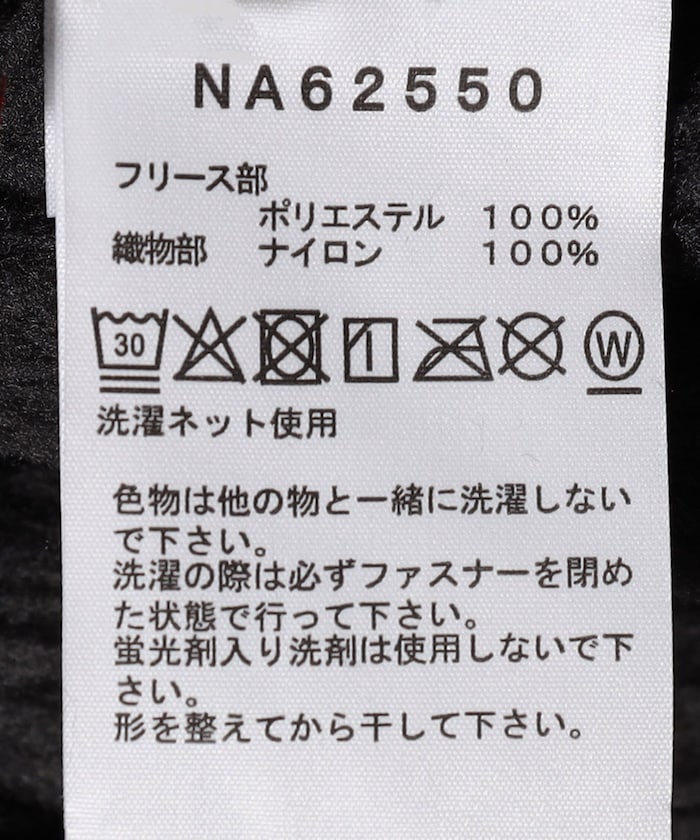 NA62550
フリース部
ポリエステル 100%
織物部 ナイロン 100%
30 W
洗濯ネット使用
色物は他の物と一緒に洗濯しない
で下さい。
洗濯の際は必ずファスナーを閉め
た状態で行って下さい。
蛍光剤入り洗剤は使用しないで下
さい。
形を整えてから干して下さい。